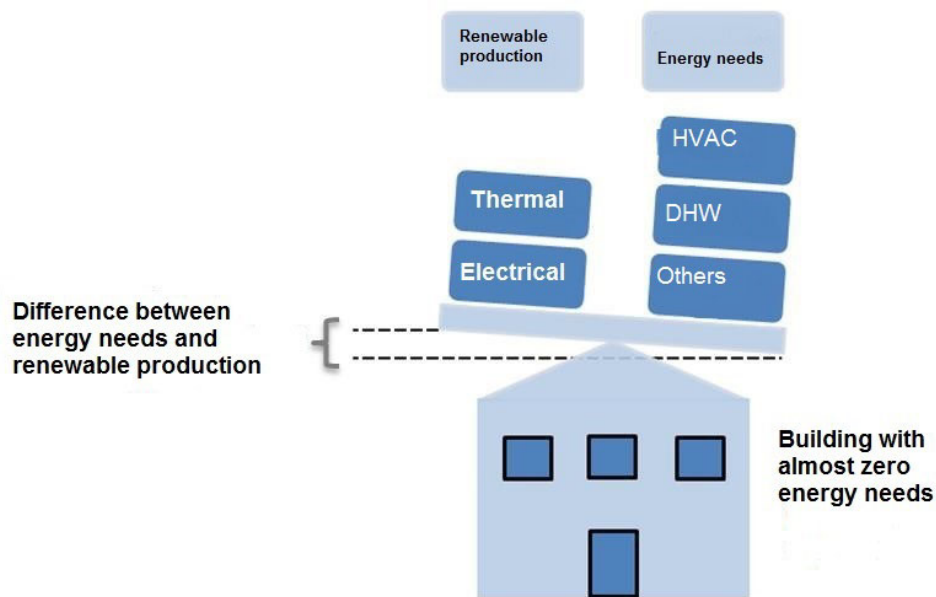 Renewable
production
Energy needs
HVAC
Thermal
DHW
Electrical
Others
Difference between
energy needs and
renewable production
Building with
almost zero
energy needs